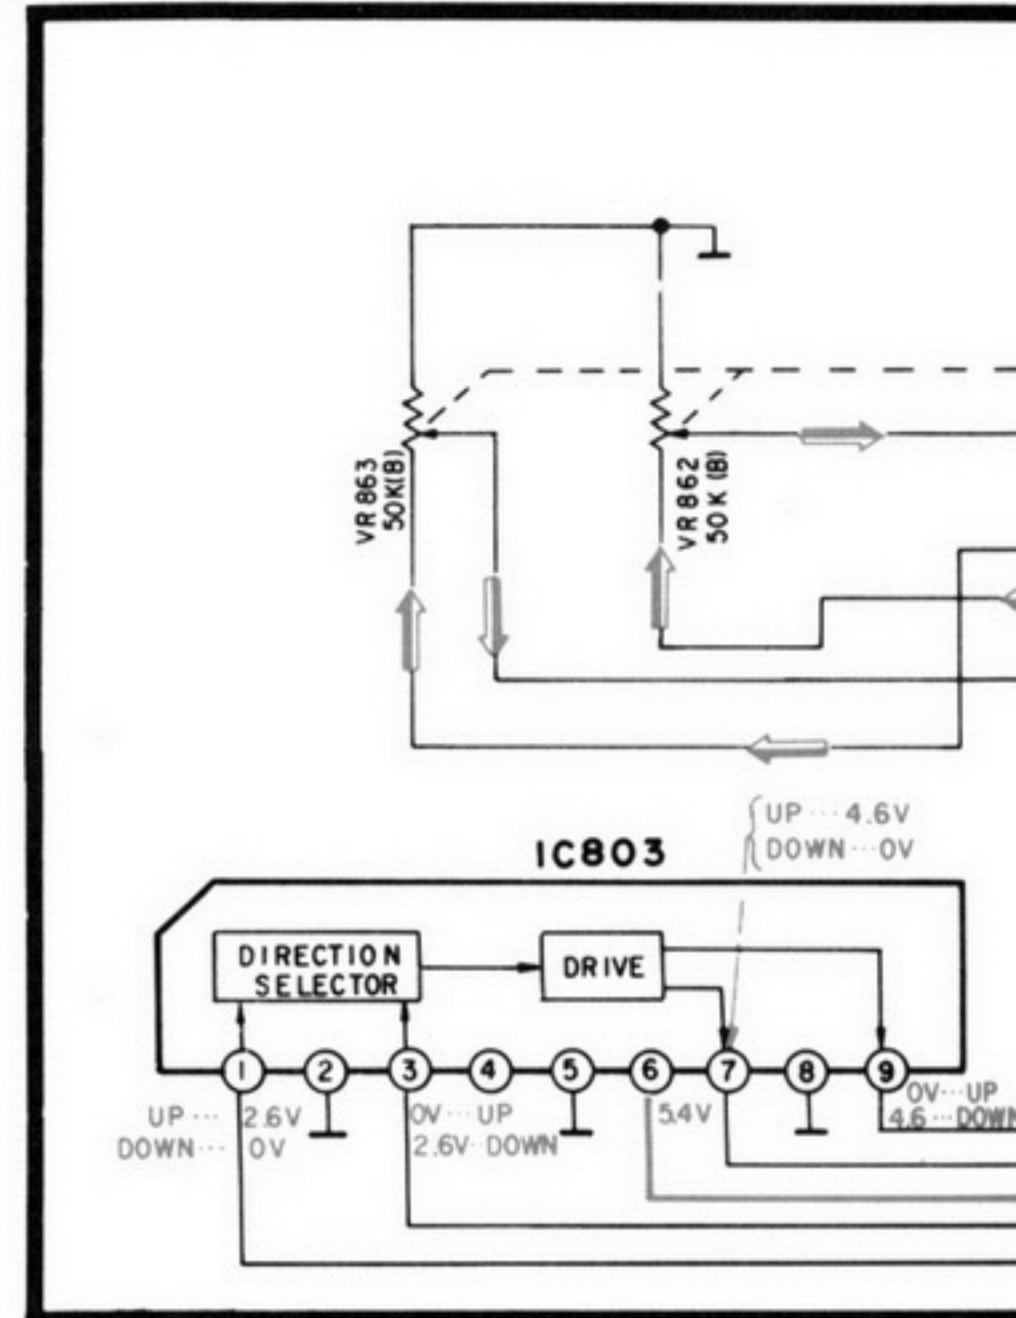 VR863
50K(B)
VR862
50K (B)
UP ··· 4.6V
DOWN ··· 0V
IC803
DIRECTION
SELECTOR
DRIVE
1 2 3 4 5 6 7 8 9
UP ··· 2.6V
DOWN ··· 0V
0V ··· UP
2.6V ·· DOWN
5.4V
0V ··· UP
4.6 ··· DOWN